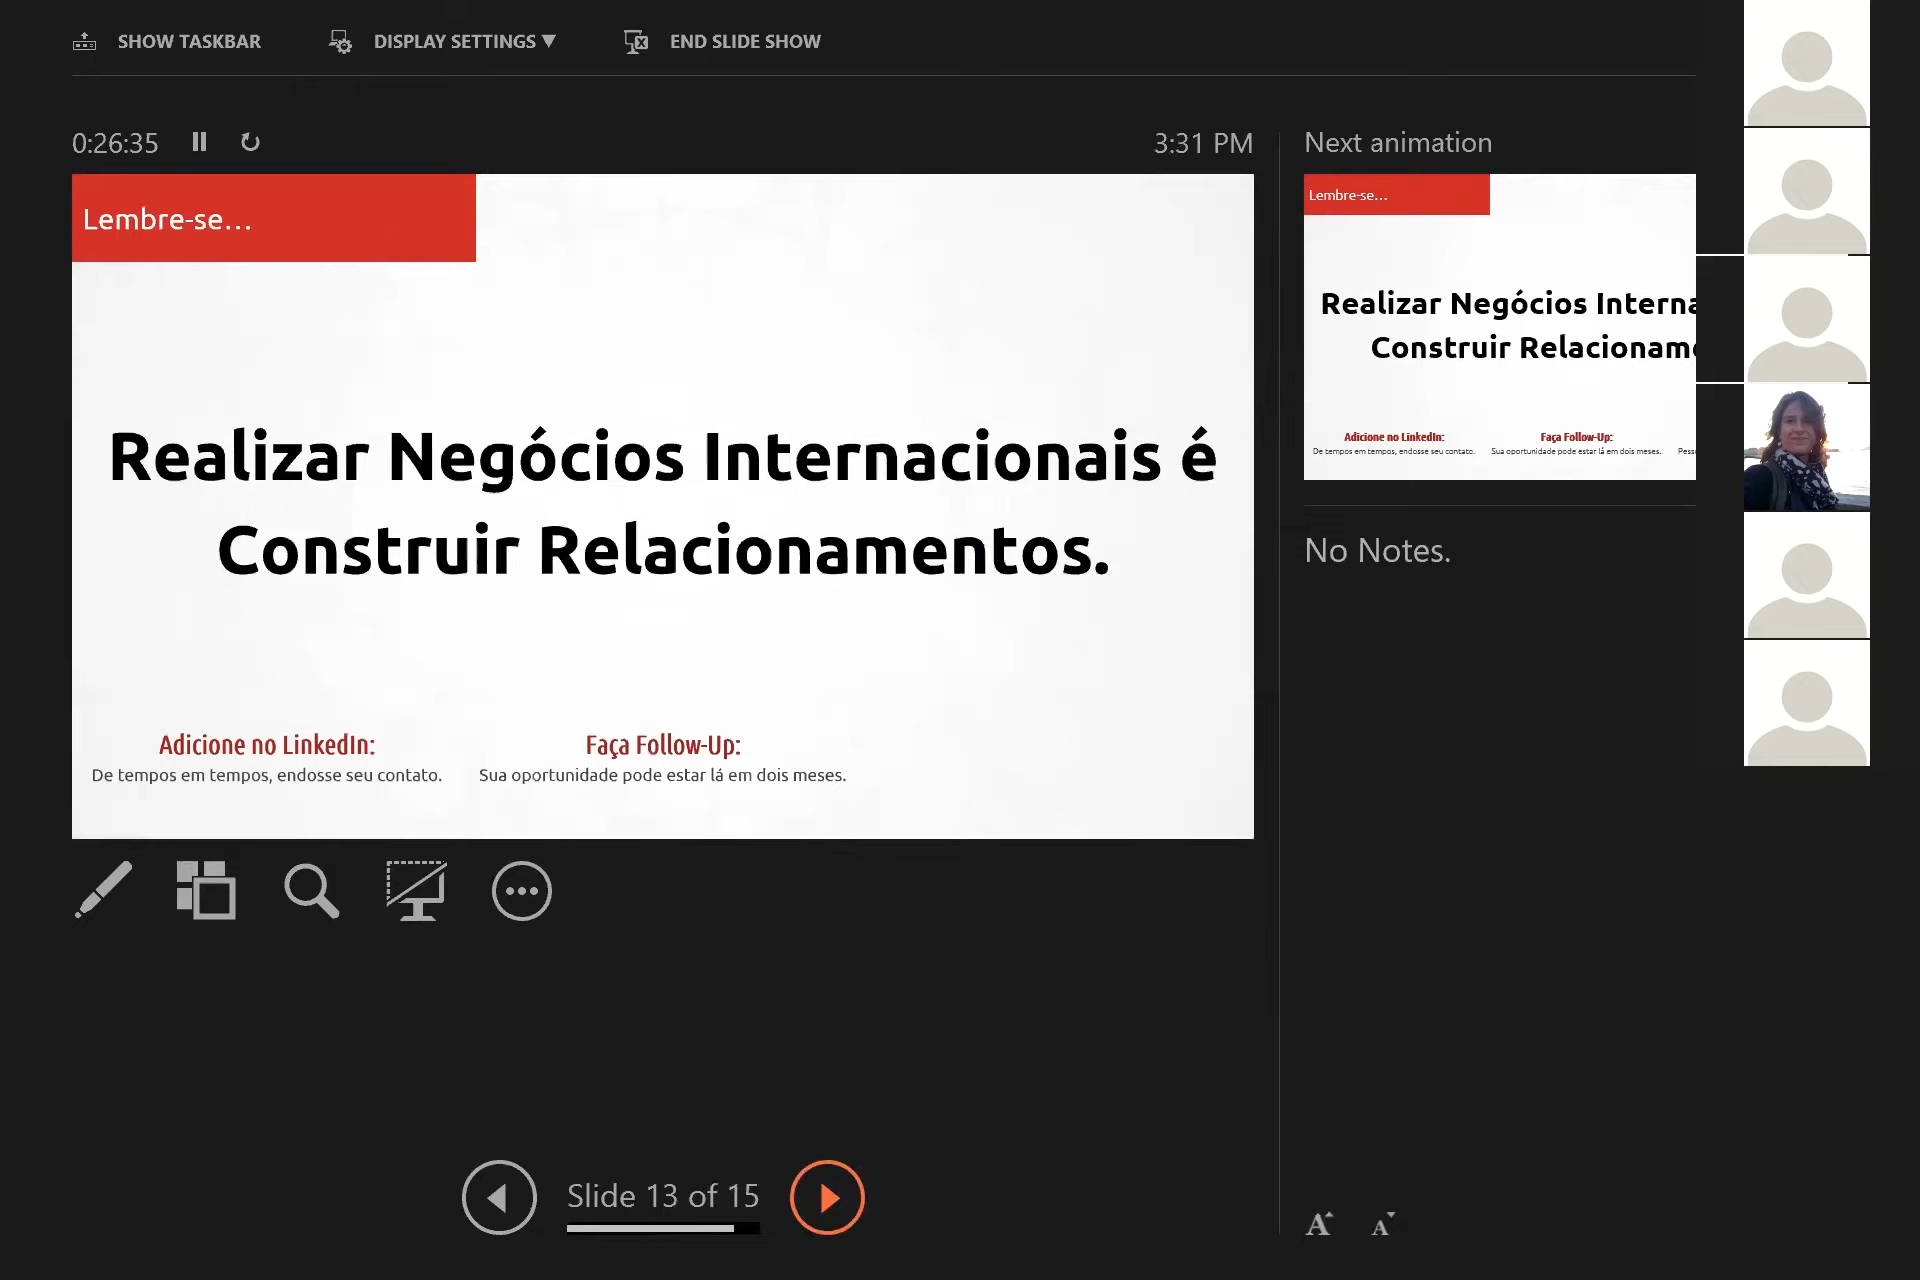 SHOW TASKBAR
DISPLAY SETTINGS ▼
END SLIDE SHOW
0:26:35
3:31 PM
Next animation
Lembre-se...
Realizar Negócios Internacionais é
Construir Relacionamentos.
Adicione no LinkedIn:
De tempos em tempos, endosse seu contato.
Faça Follow-Up:
Sua oportunidade pode estar lá em dois meses.
Lembre-se...
Realizar Negócios Interna
Construir Relacionam
Adicione no LinkedIn:
De tempos em tempos, endosse seu contato.
Faça Follow-Up:
Sua oportunidade pode estar lá em dois meses.
No Notes.
Slide 13 of 15
A A